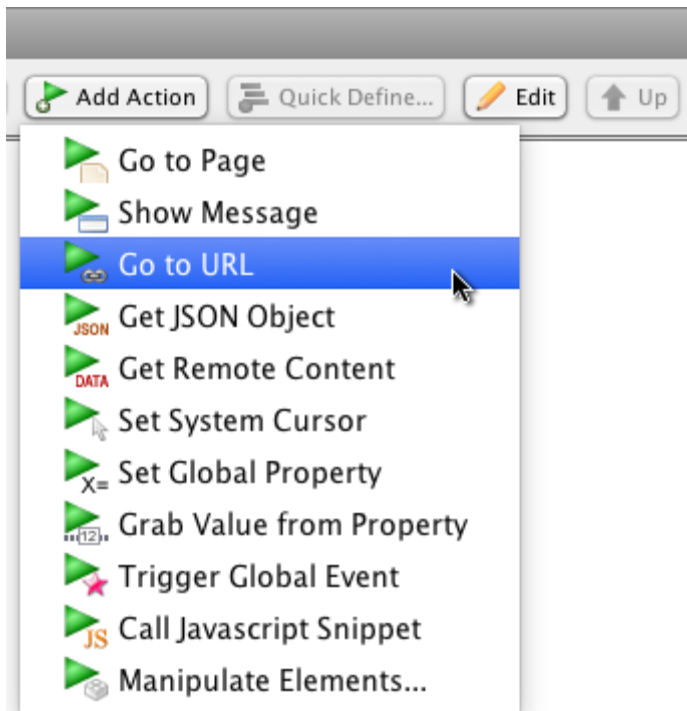 Add Action Quick Define... Edit Up
Go to Page
Show Message
Go to URL
JSON Get JSON Object
DATA Get Remote Content
Set System Cursor
X= Set Global Property
12 Grab Value from Property
Trigger Global Event
JS Call Javascript Snippet
Manipulate Elements...